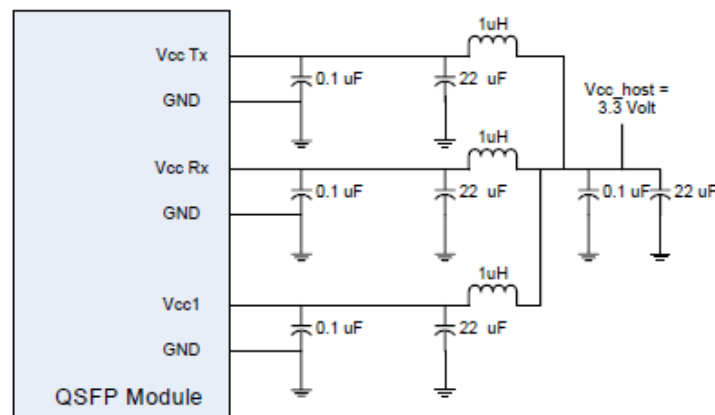 1uH
Vcc Tx
0.1 uF
22 uF
GND
Vcc_host =
3.3 Volt
1uH
Vcc Rx
0.1 uF
22 uF
0.1 uF
22 uF
GND
1uH
Vcc1
0.1 uF
22 uF
GND
QSFP Module